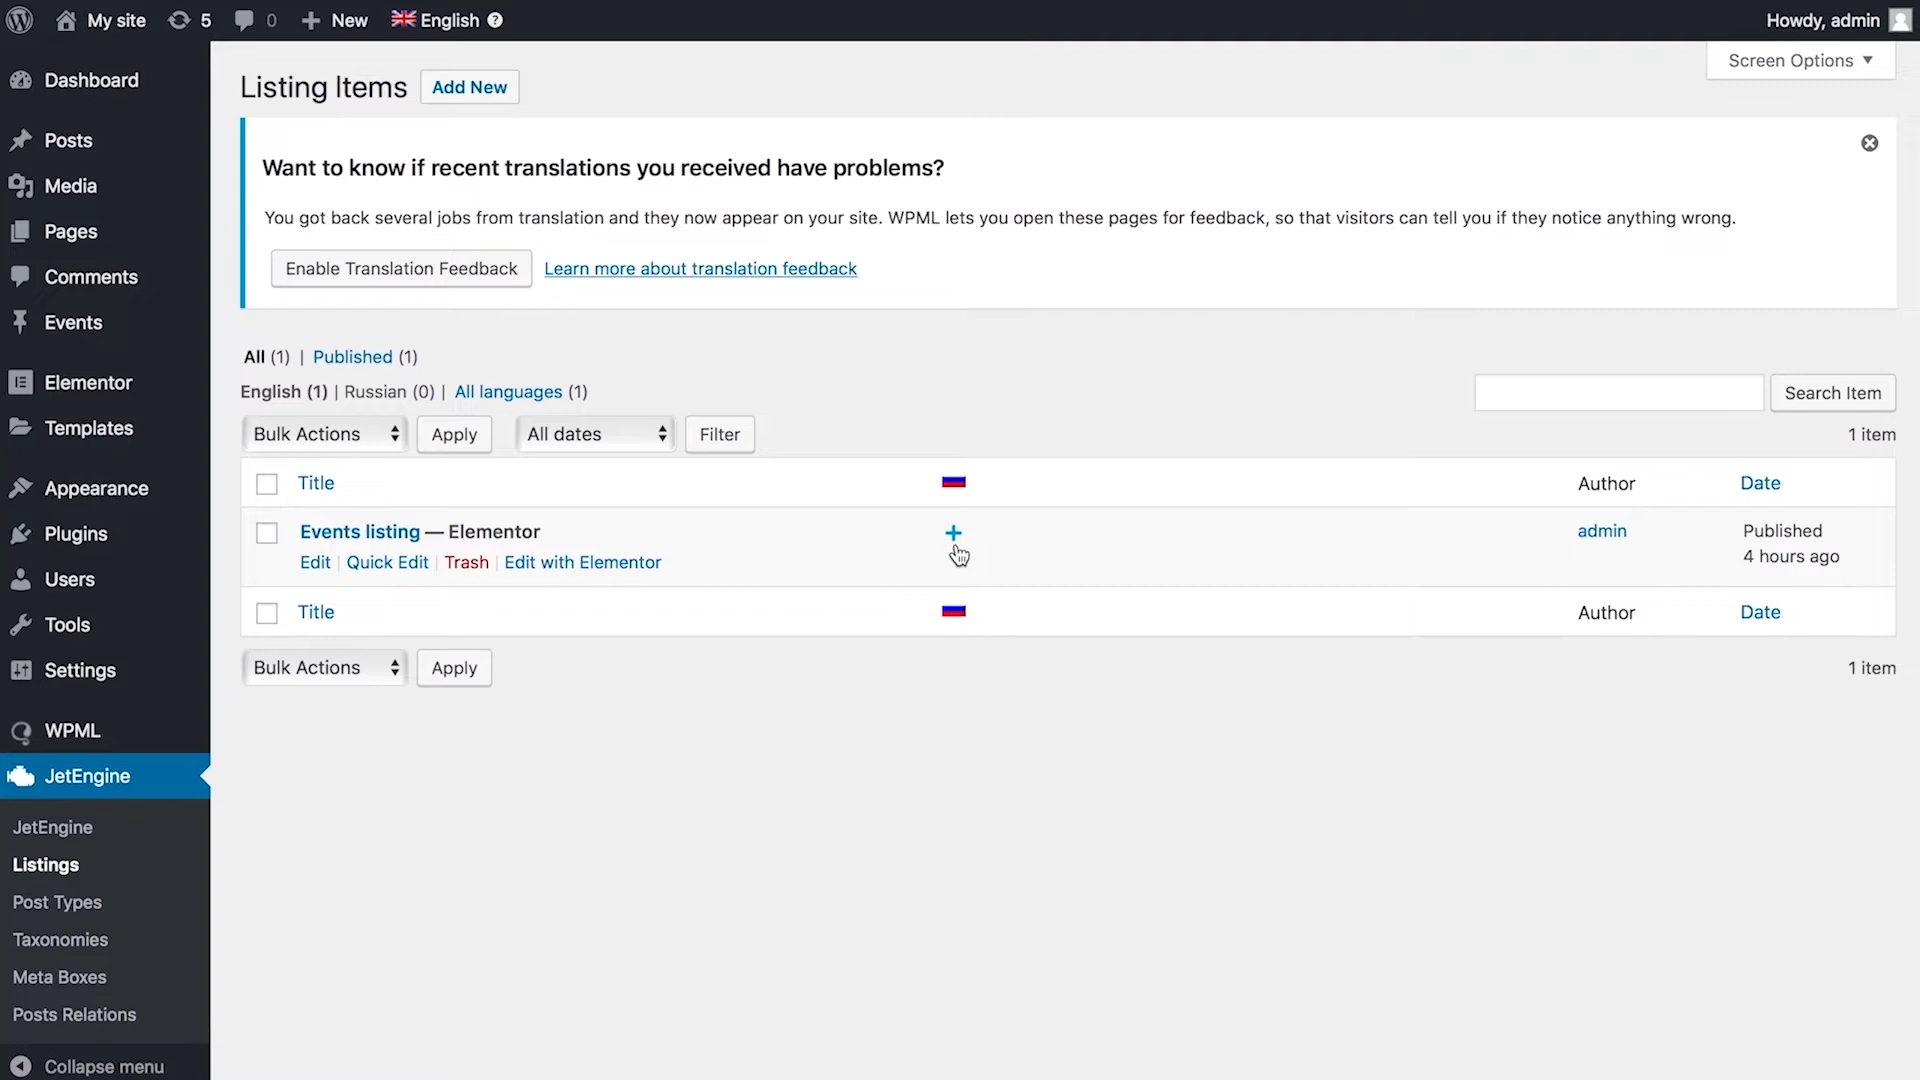 My site 5 0 New English Howdy, admin
Screen Options
Dashboard
Posts
Media
Pages
Comments
Events
Elementor
Templates
Appearance
Plugins
Users
Tools
Settings
WPML
JetEngine
JetEngine
Listings
Post Types
Taxonomies
Meta Boxes
Posts Relations
Collapse menu
Listing Items Add New
Want to know if recent translations you received have problems?
You got back several jobs from translation and they now appear on your site. WPML lets you open these pages for feedback, so that visitors can tell you if they notice anything wrong.
Enable Translation Feedback Learn more about translation feedback
All (1) | Published (1)
English (1) | Russian (0) | All languages (1)
Search Item
Bulk Actions Apply All dates Filter 1 item
Title Author Date
Events listing — Elementor admin Published
4 hours ago
Edit | Quick Edit | Trash | Edit with Elementor
Title Author Date
Bulk Actions Apply 1 item